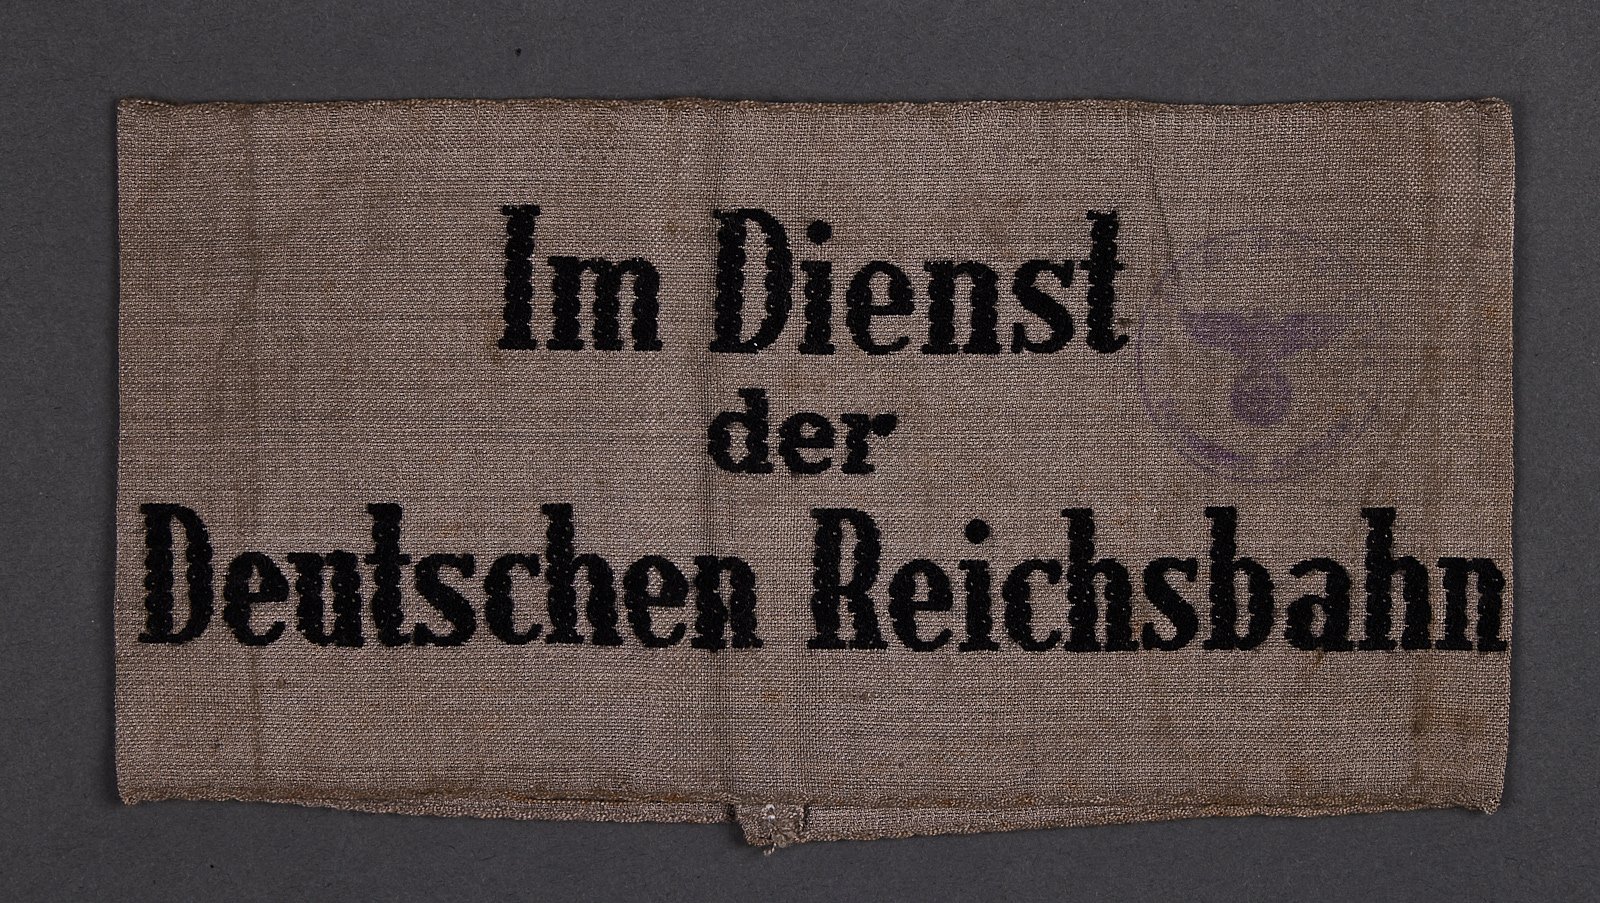 Im Dienst
der
Deutschen Reichsbahn